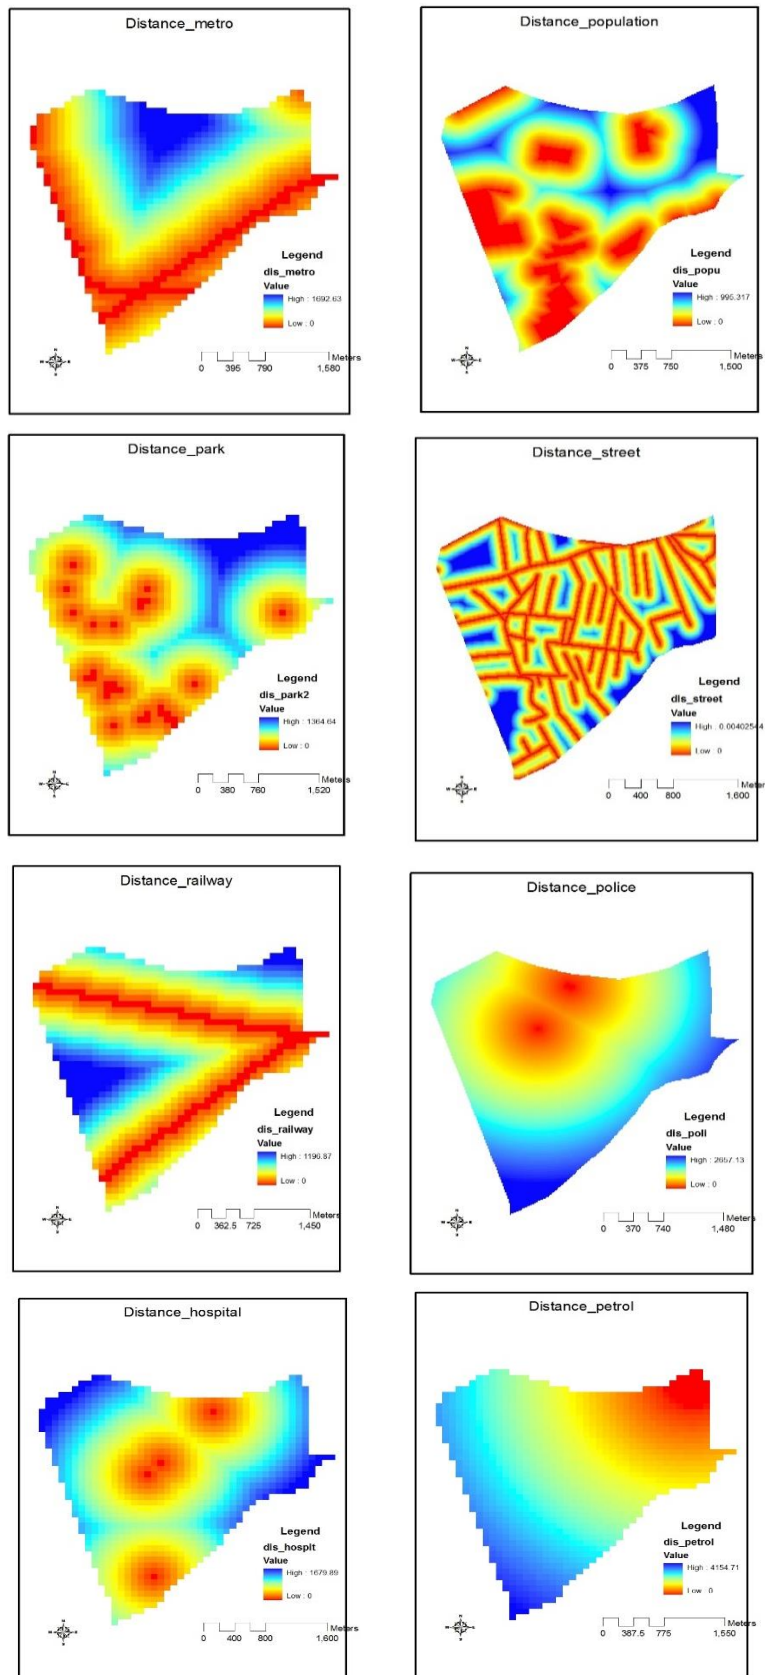 Distance_metro
Legend
dis_metro
Value
High : 1692.63
Low : 0
Meters
0 395 790 1,580
Distance_population
Legend
dis_popu
Value
High : 995.317
Low : 0
Meters
0 375 750 1,500
Distance_park
Legend
dis_park2
Value
High : 1364.64
Low : 0
Meters
0 380 760 1,520
Distance_street
Legend
dis_street
Value
High : 0.00402544
Low : 0
Meter
0 400 800 1,600
Distance_railway
Legend
dis_railway
Value
High : 1196.87
Low : 0
Meters
0 362.5 725 1,450
Distance_police
Legend
dis_poli
Value
High : 2657.13
Low : 0
Meters
0 370 740 1,480
Distance_hospital
Legend
dis_hospit
Value
High : 1679.89
Low : 0
Meters
0 400 800 1,600
Distance_petrol
Legend
dis_petrol
Value
High : 4154.71
Low : 0
Meters
0 387.5 775 1,550